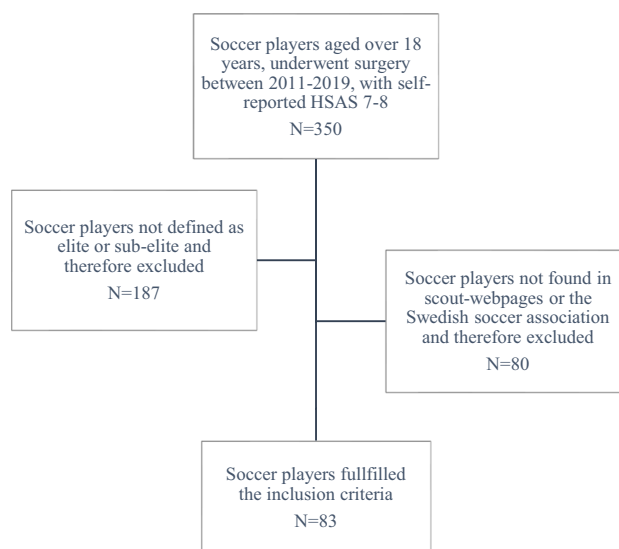 Soccer players aged over 18
years, underwent surgery
between 2011-2019, with self-
reported HSAS 7-8
N=350
Soccer players not defined as
elite or sub-elite and
therefore excluded
N=187
Soccer players not found in
scout-webpages or the
Swedish soccer association
and therefore excluded
N=80
Soccer players fullfilled
the inclusion criteria
N=83